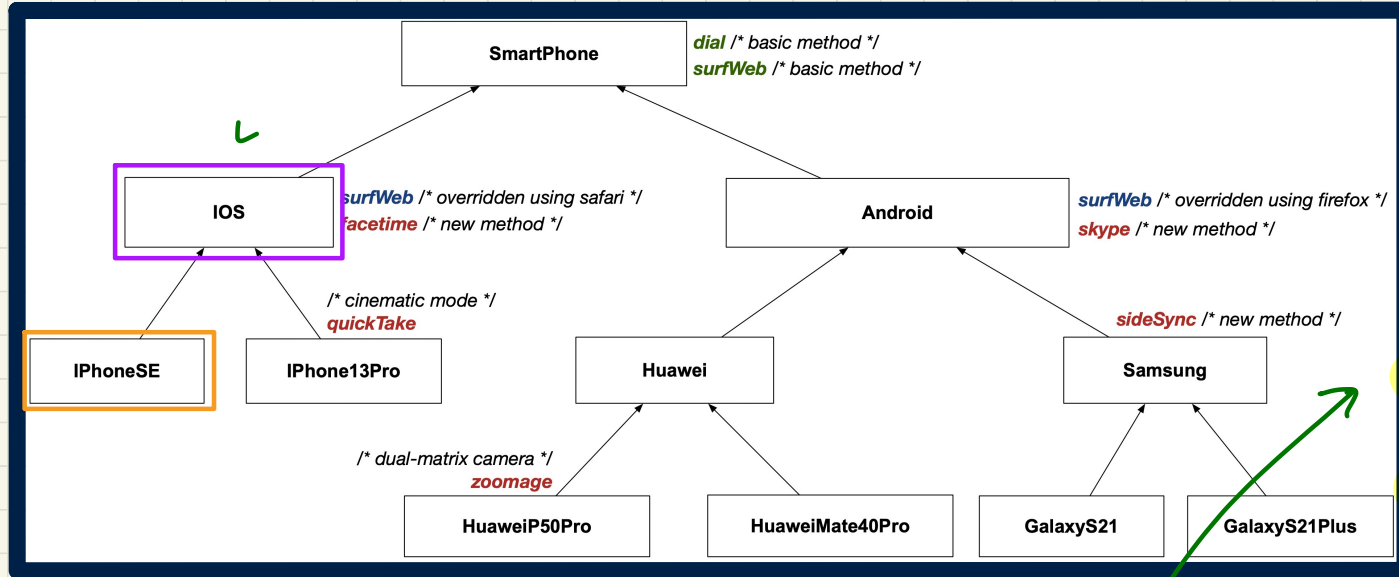 SmartPhone
dial /* basic method */
surfWeb /* basic method */
IOS
surfWeb /* overridden using safari */
facetime /* new method */
Android
surfWeb /* overridden using firefox */
skype /* new method */
/* cinematic mode */
quickTake
sideSync /* new method */
IPhoneSE
IPhone13Pro
Huawei
Samsung
/* dual-matrix camera */
zoomage
HuaweiP50Pro
HuaweiMate40Pro
GalaxyS21
GalaxyS21Plus